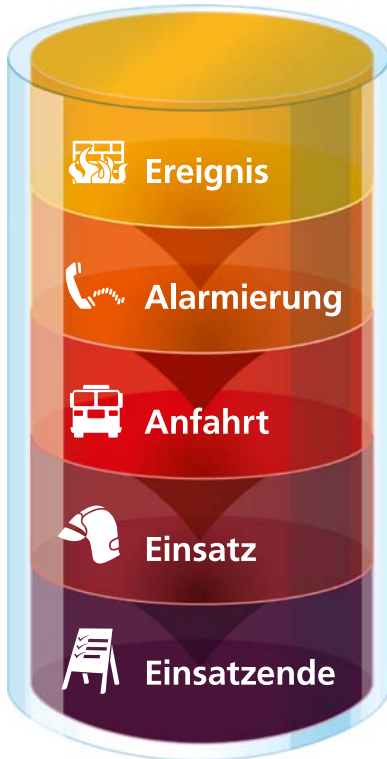 Ereignis
Alarmierung
Anfahrt
Einsatz
Einsatzende